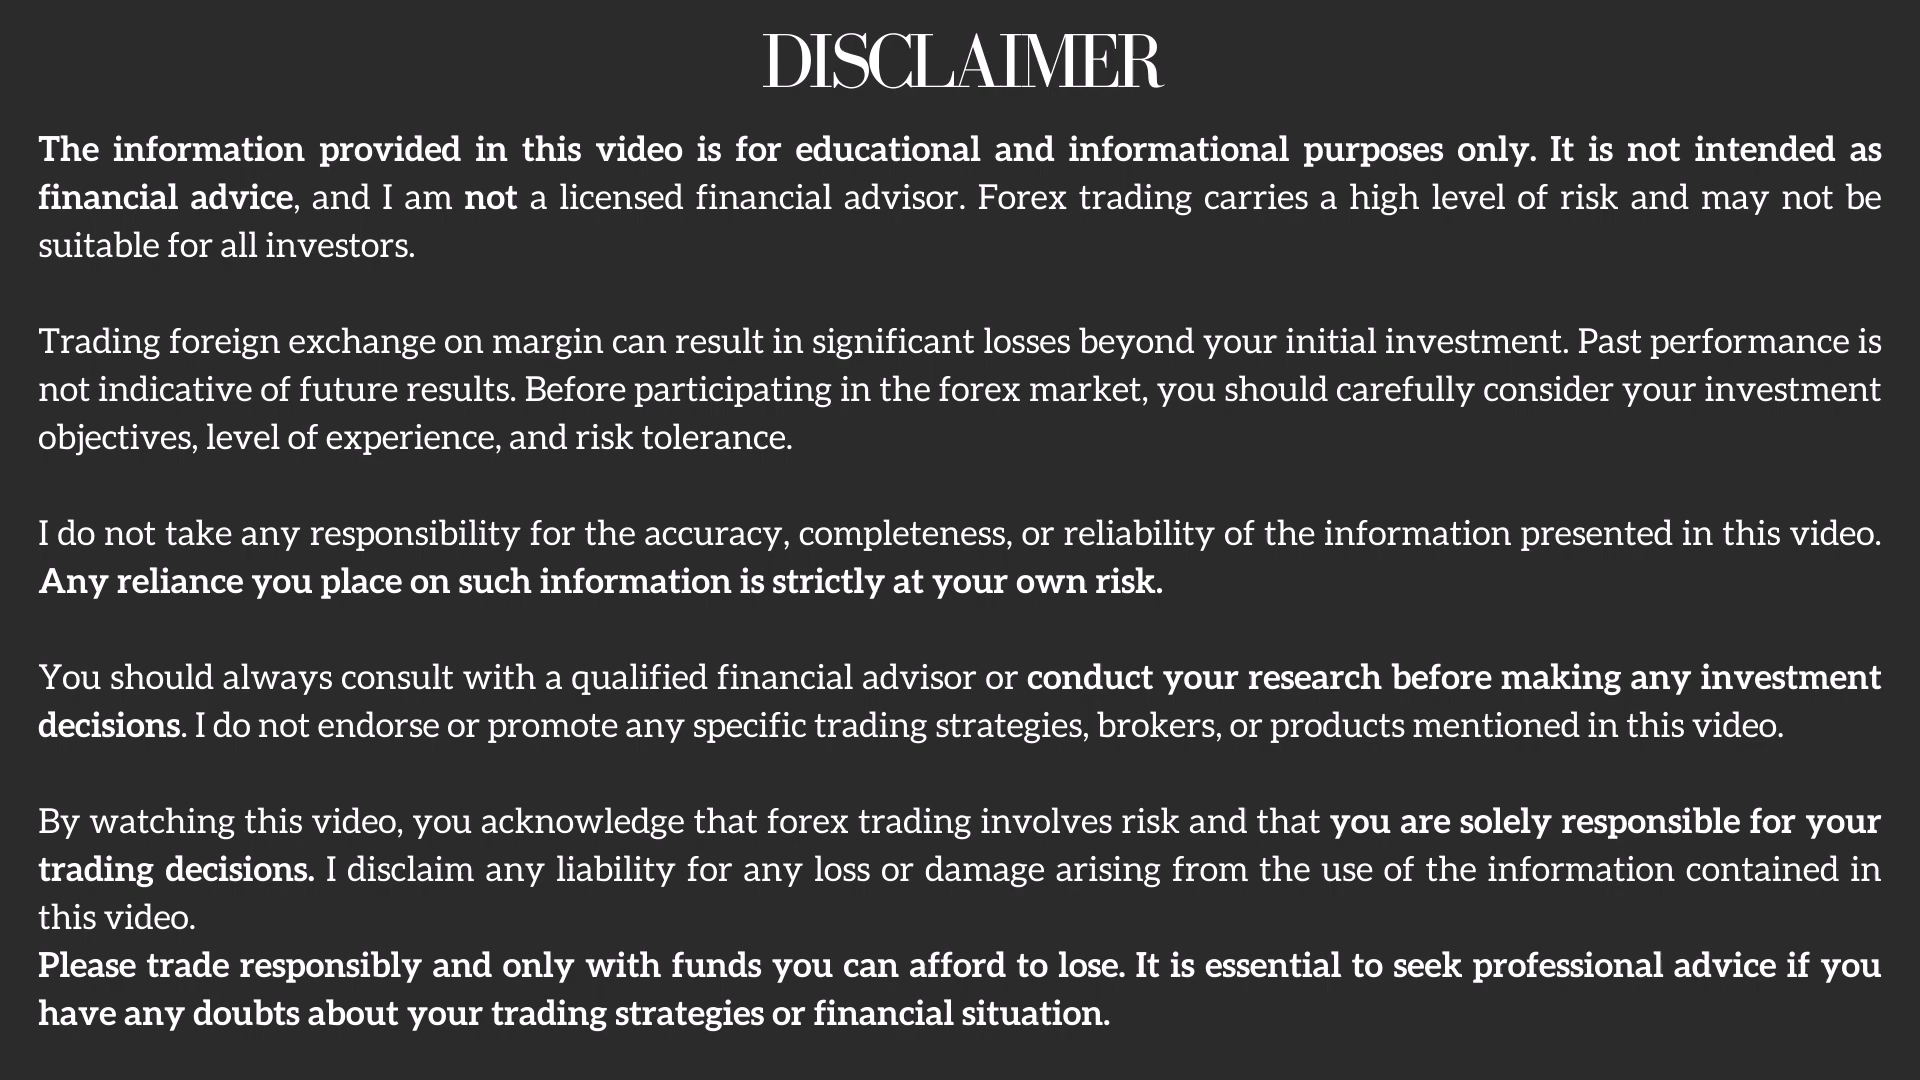 DISCLAIMER
The information provided in this video is for educational and informational purposes only. It is not intended as
financial advice, and I am not a licensed financial advisor. Forex trading carries a high level of risk and may not be
suitable for all investors.
Trading foreign exchange on margin can result in significant losses beyond your initial investment. Past performance is
not indicative of future results. Before participating in the forex market, you should carefully consider your investment
objectives, level of experience, and risk tolerance.
I do not take any responsibility for the accuracy, completeness, or reliability of the information presented in this video.
Any reliance you place on such information is strictly at your own risk.
You should always consult with a qualified financial advisor or conduct your research before making any investment
decisions. I do not endorse or promote any specific trading strategies, brokers, or products mentioned in this video.
By watching this video, you acknowledge that forex trading involves risk and that you are solely responsible for your
trading decisions. I disclaim any liability for any loss or damage arising from the use of the information contained in
this video.
Please trade responsibly and only with funds you can afford to lose. It is essential to seek professional advice if you
have any doubts about your trading strategies or financial situation.